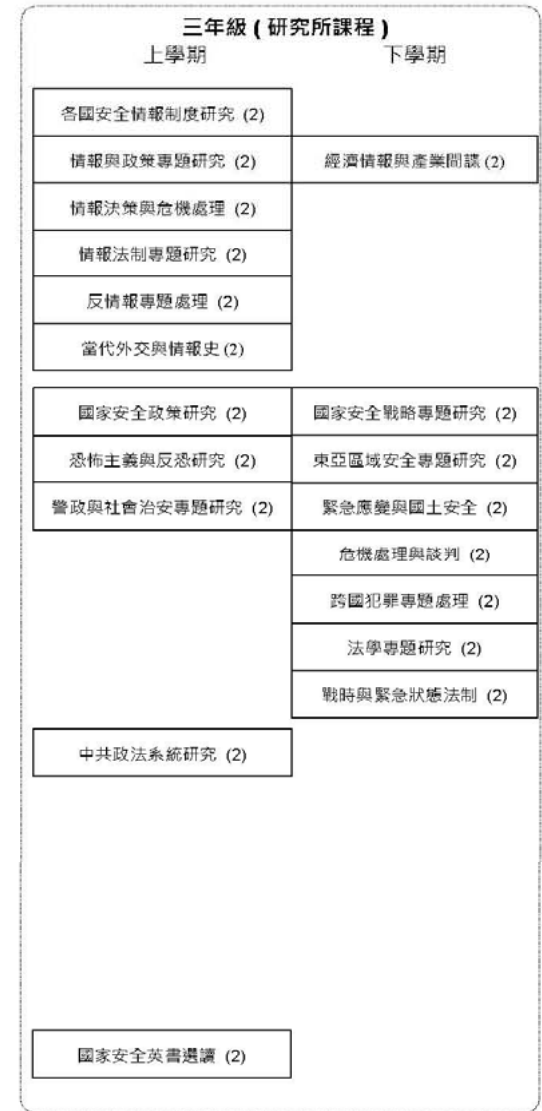 三年級 ( 研究所課程 )
上學期 下學期
各國安全情報制度研究 (2)
情報與政策專題研究 (2) 經濟情報與產業間諜 (2)
情報決策與危機處理 (2)
情報法制專題研究 (2)
反情報專題處理 (2)
當代外交與情報史 (2)
國家安全政策研究 (2) 國家安全戰略專題研究 (2)
恐怖主義與反恐研究 (2) 東亞區域安全專題研究 (2)
警政與社會治安專題研究 (2) 緊急應變與國土安全 (2)
危機處理與談判 (2)
跨國犯罪專題處理 (2)
法學專題研究 (2)
戰時與緊急狀態法制 (2)
中共政法系統研究 (2)
國家安全英書選讀 (2)